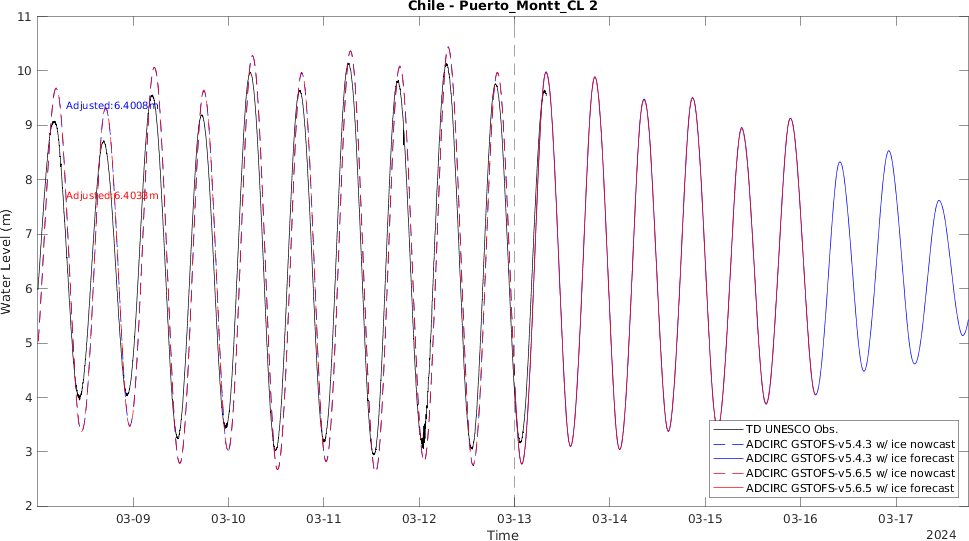 Chile - Puerto_Montt_CL 2
11
10
9
8
7
6
5
4
3
2
Water Level (m)
Adjusted:6.4008m
Adjusted:6.4033m
03-09
03-10
03-11
03-12
03-13
03-14
03-15
03-16
03-17
Time
2024
TD UNESCO Obs.
ADCIRC GSTOFS-v5.4.3 w/ ice nowcast
ADCIRC GSTOFS-v5.4.3 w/ ice forecast
ADCIRC GSTOFS-v5.6.5 w/ ice nowcast
ADCIRC GSTOFS-v5.6.5 w/ ice forecast